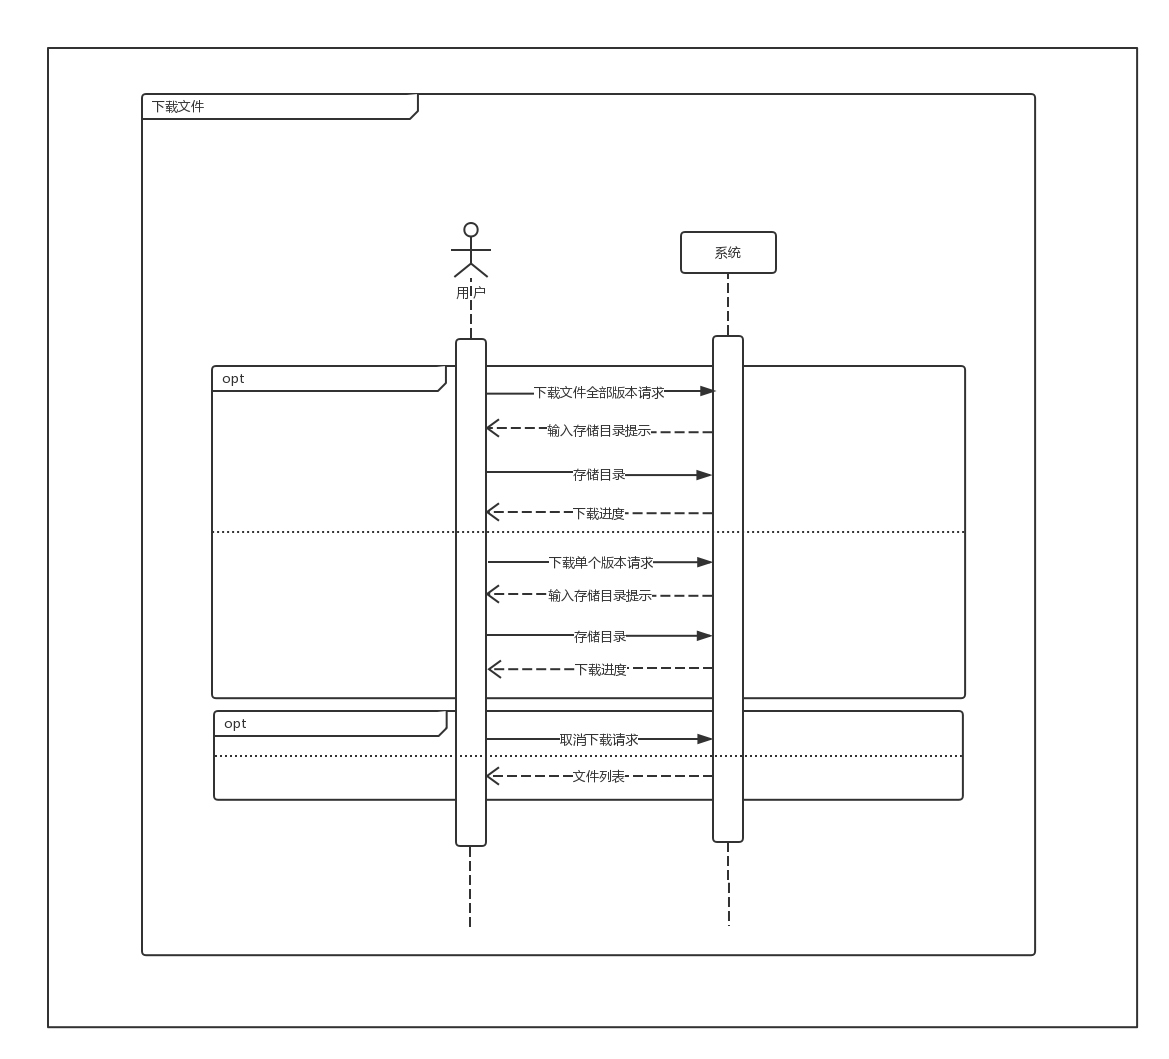 下载文件
系统
用户
opt
下载文件全部版本请求
输入存储目录提示
存储目录
下载进度
下载单个版本请求
输入存储目录提示
存储目录
下载进度
opt
取消下载请求
文件列表